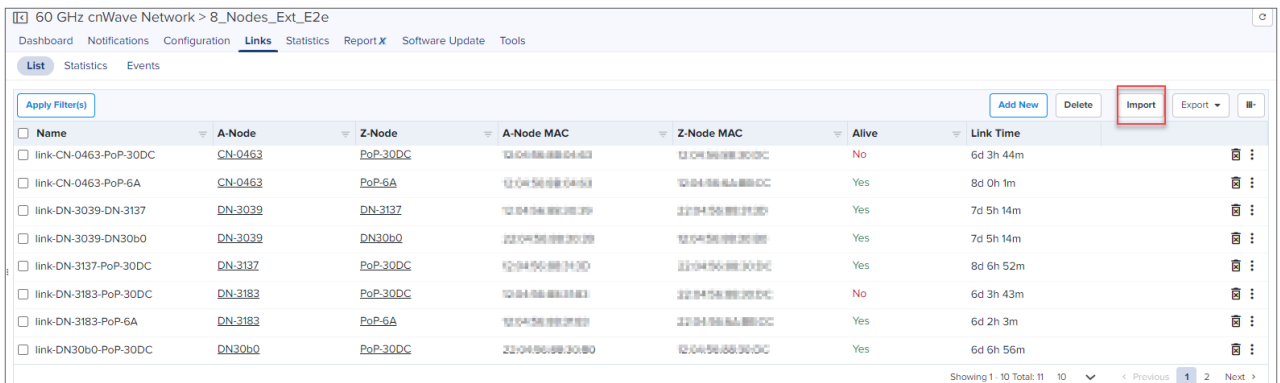 60 GHz cnWave Network > 8_Nodes_Ext_E2e
Dashboard Notifications Configuration Links Statistics Report X Software Update Tools
List Statistics Events
Apply Filter(s) Add New Delete Import Export
Name A-Node Z-Node A-Node MAC Z-Node MAC Alive Link Time
link-CN-0463-PoP-30DC CN-0463 PoP-30DC No 6d 3h 44m
link-CN-0463-PoP-6A CN-0463 PoP-6A Yes 8d 0h 1m
link-DN-3039-DN-3137 DN-3039 DN-3137 Yes 7d 5h 14m
link-DN-3039-DN30b0 DN-3039 DN30b0 Yes 7d 5h 14m
link-DN-3137-PoP-30DC DN-3137 PoP-30DC Yes 8d 6h 52m
link-DN-3183-PoP-30DC DN-3183 PoP-30DC No 6d 3h 43m
link-DN-3183-PoP-6A DN-3183 PoP-6A Yes 6d 2h 3m
link-DN30b0-PoP-30DC DN30b0 PoP-30DC Yes 6d 6h 56m
Showing 1 - 10 Total: 11 10 < Previous 1 2 Next >